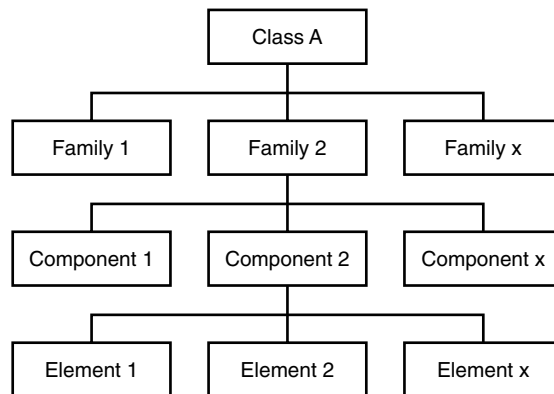 Class A
Family 1
Family 2
Family x
Component 1
Component 2
Component x
Element 1
Element 2
Element x